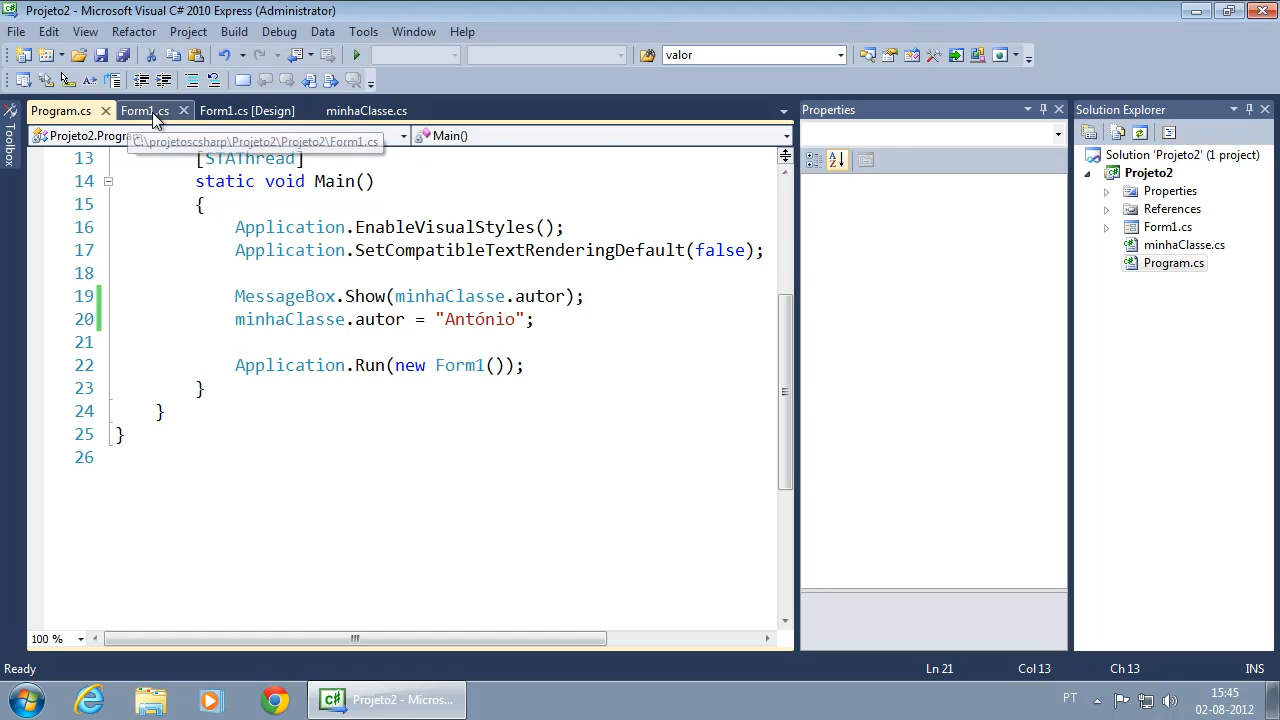 Projeto2 - Microsoft Visual C# 2010 Express (Administrator)
File Edit View Refactor Project Build Debug Data Tools Window Help
valor
Program.cs Form1.cs Form1.cs [Design] minhaClasse.cs
Projeto2.Progra Main()
C:\projetoscsharp\Projeto2\Projeto2\Form1.cs
Toolbox
13 [STAThread]
14 static void Main()
15 {
16 Application.EnableVisualStyles();
17 Application.SetCompatibleTextRenderingDefault(false);
18
19 MessageBox.Show(minhaClasse.autor);
20 minhaClasse.autor = "António";
21
22 Application.Run(new Form1());
23 }
24 }
25 }
26
100 %
Properties
Solution Explorer
Solution 'Projeto2' (1 project)
Projeto2
Properties
References
Form1.cs
minhaClasse.cs
Program.cs
Ready Ln 21 Col 13 Ch 13 INS
Projeto2 - Micros...
PT
15:45
02-08-2012